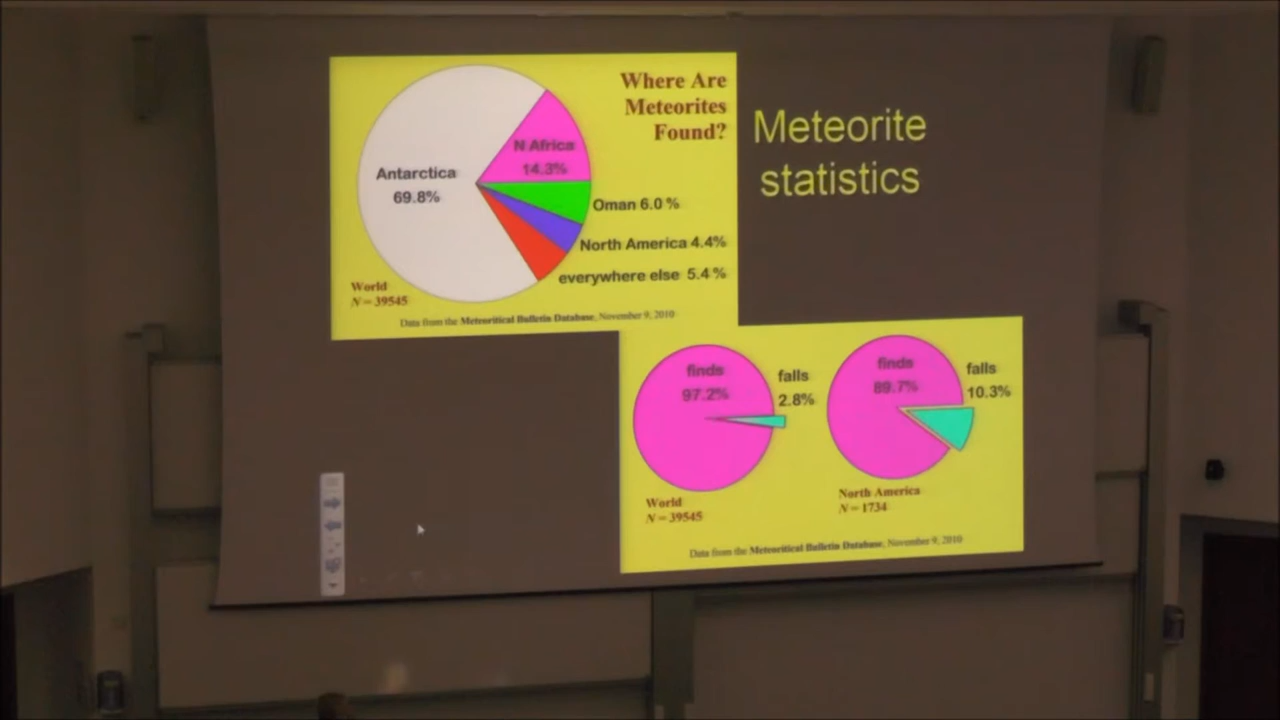 Where Are
Meteorites
Found?
N Africa
14.3%
Antarctica
69.8%
Oman 6.0 %
North America 4.4%
everywhere else 5.4 %
World
N = 39545
Data from the Meteoritical Bulletin Database, November 9, 2010
Meteorite
statistics
finds
97.2%
falls
2.8%
World
N = 39545
finds
89.7%
falls
10.3%
North America
N = 1734
Data from the Meteoritical Bulletin Database, November 9, 2010